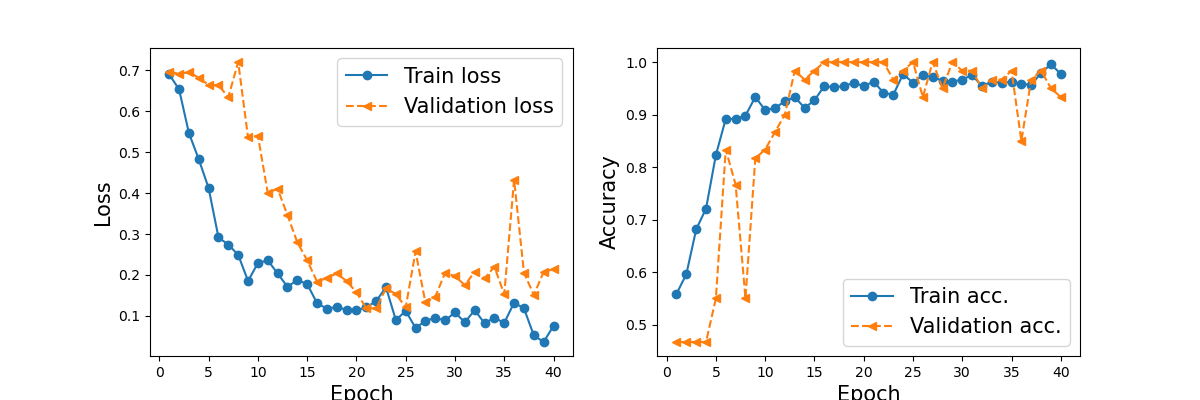 Train loss
Validation loss
0.7
0.6
0.5
0.4
0.3
0.2
0.1
Loss
0 5 10 15 20 25 30 35 40
Epoch
1.0
0.9
0.8
0.7
0.6
0.5
Accuracy
Train acc.
Validation acc.
0 5 10 15 20 25 30 35 40
Epoch